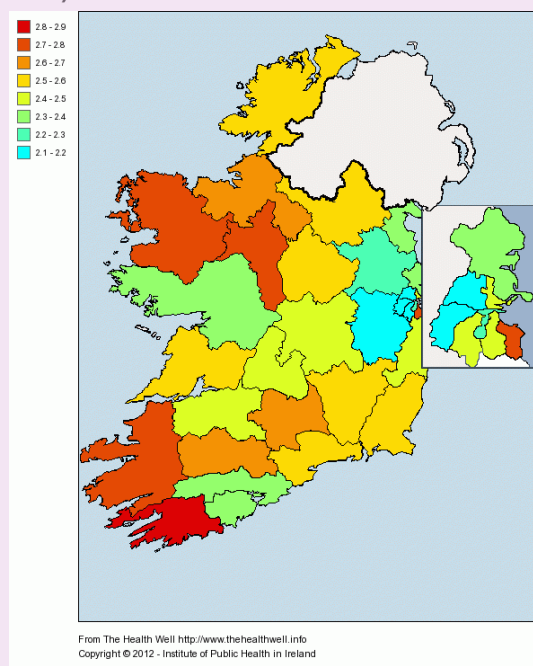 2.8 - 2.9
2.7 - 2.8
2.6 - 2.7
2.5 - 2.6
2.4 - 2.5
2.3 - 2.4
2.2 - 2.3
2.1 - 2.2
From The Health Well http://www.thehealthwell.info
Copyright © 2012 - Institute of Public Health in Ireland